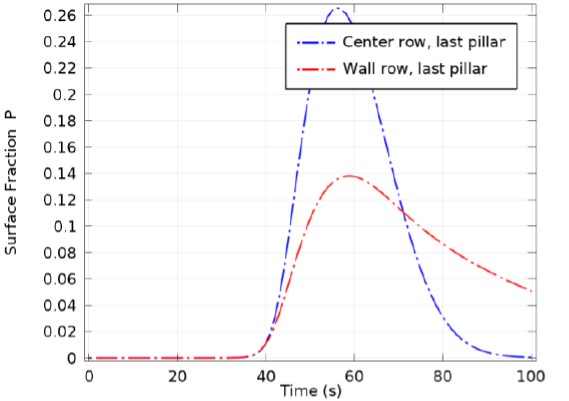 0.26
0.24
0.22
0.2
0.18
0.16
0.14
0.12
0.1
0.08
0.06
0.04
0.02
0
Surface Fraction P
Center row, last pillar
Wall row, last pillar
0 20 40 60 80 100
Time (s)